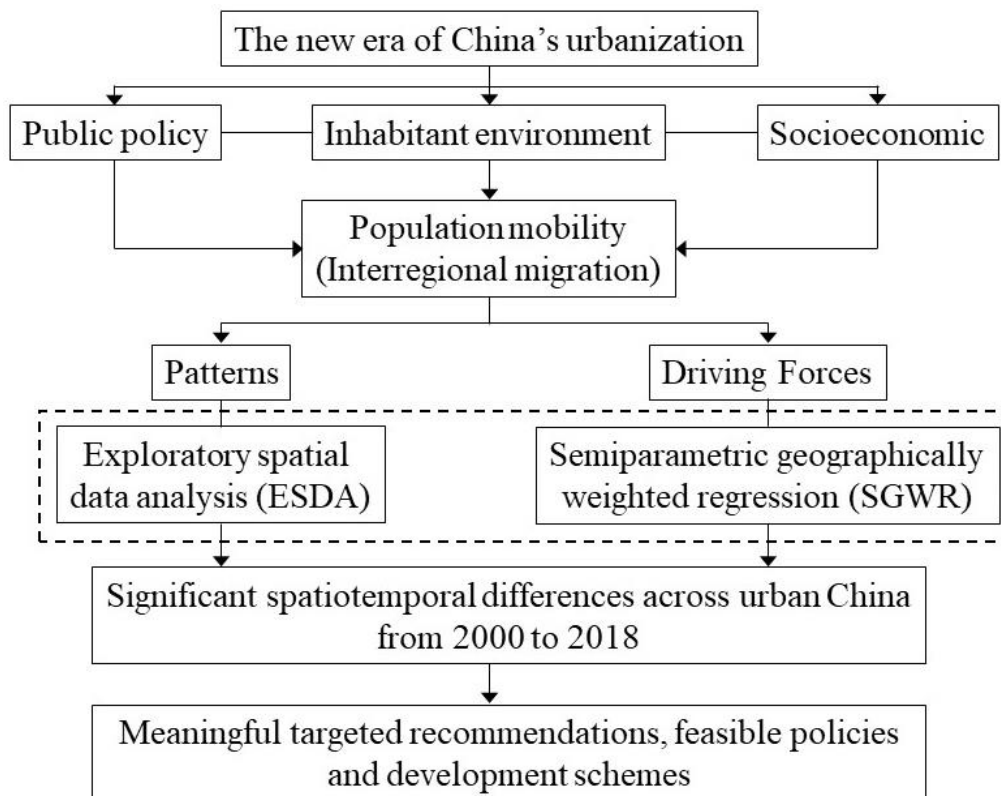 The new era of China's urbanization
Public policy
Inhabitant environment
Socioeconomic
Population mobility
(Interregional migration)
Patterns
Driving Forces
Exploratory spatial
data analysis (ESDA)
Semiparametric geographically
weighted regression (SGWR)
Significant spatiotemporal differences across urban China
from 2000 to 2018
Meaningful targeted recommendations, feasible policies
and development schemes